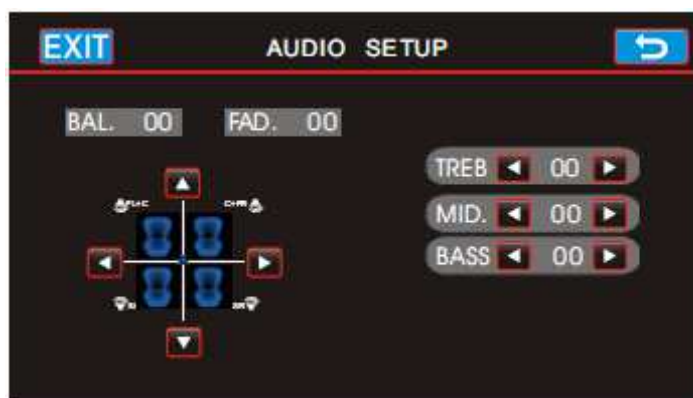 EXIT AUDIO SETUP
BAL. 00 FAD. 00
TREB 00
MID. 00
BASS 00